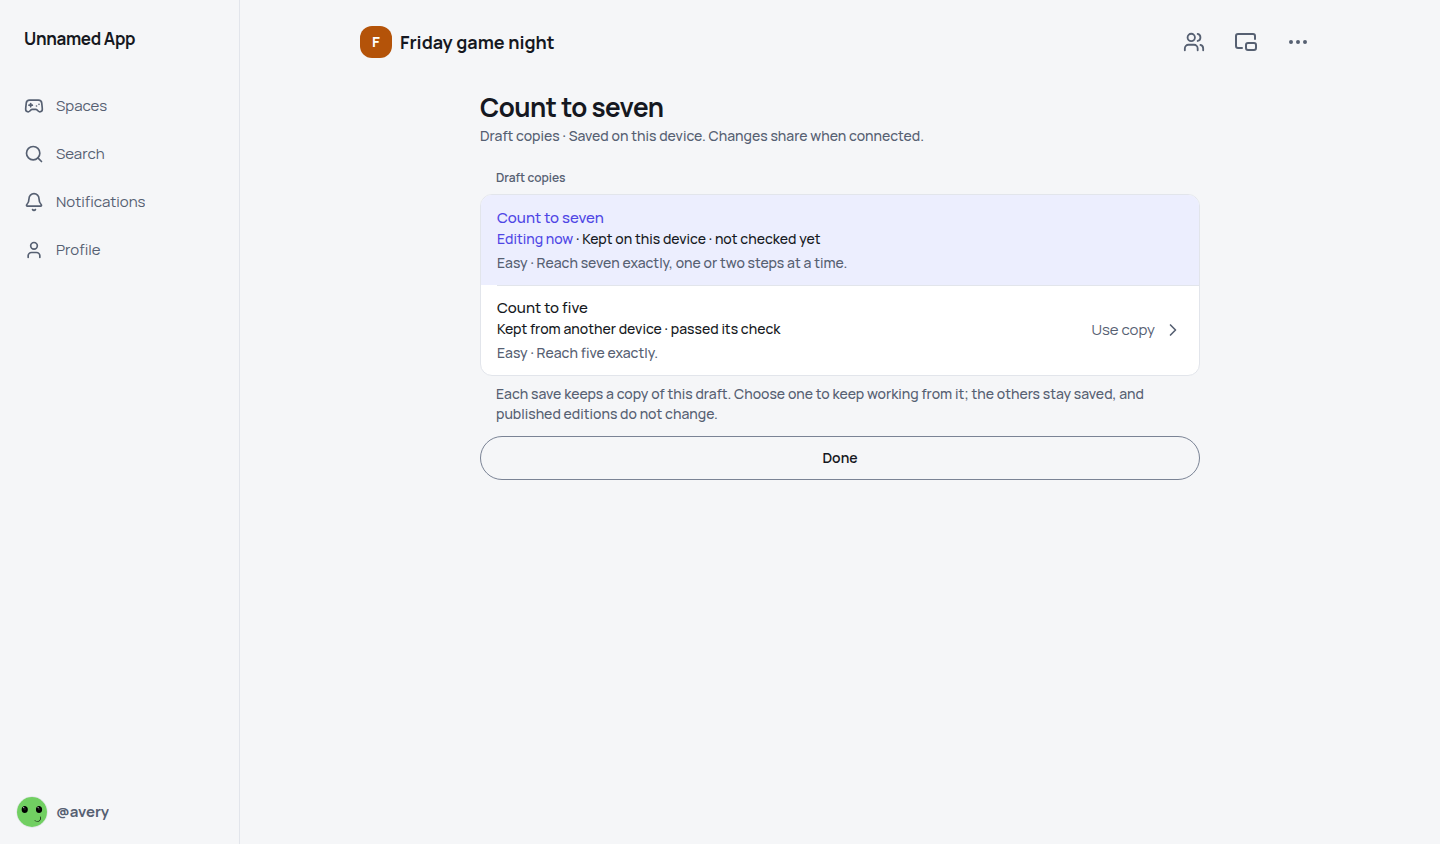 Unnamed App
Spaces
Search
Notifications
Profile
@avery
F
Friday game night
Count to seven
Draft copies · Saved on this device. Changes share when connected.
Draft copies
Count to seven
Editing now · Kept on this device · not checked yet
Easy · Reach seven exactly, one or two steps at a time.
Count to five
Kept from another device · passed its check
Easy · Reach five exactly.
Use copy
Each save keeps a copy of this draft. Choose one to keep working from it; the others stay saved, and
published editions do not change.
Done